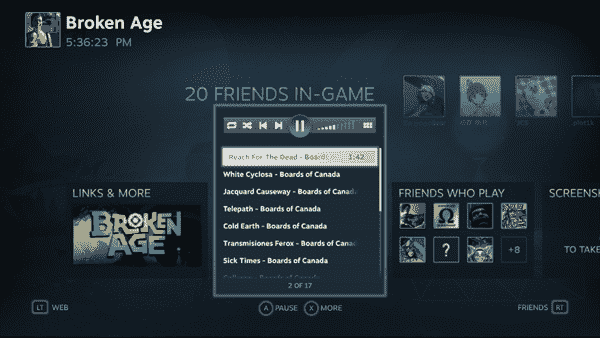 Broken Age
5:36:23 PM
20 FRIENDS IN-GAME
Reach For The Dead - Boards 1:42
White Cyclosa - Boards of Canada
Jacquard Causeway - Boards of Canada
Telepath - Boards of Canada
Cold Earth - Boards of Canada
Transmisiones Ferox - Boards of Canada
Sick Times - Boards of Canada
2 OF 17
LINKS & MORE
BROKEN AGE
FRIENDS WHO PLAY
?
+8
SCREENSH
TO TAKE
LT WEB
A PAUSE X MORE
FRIENDS RT